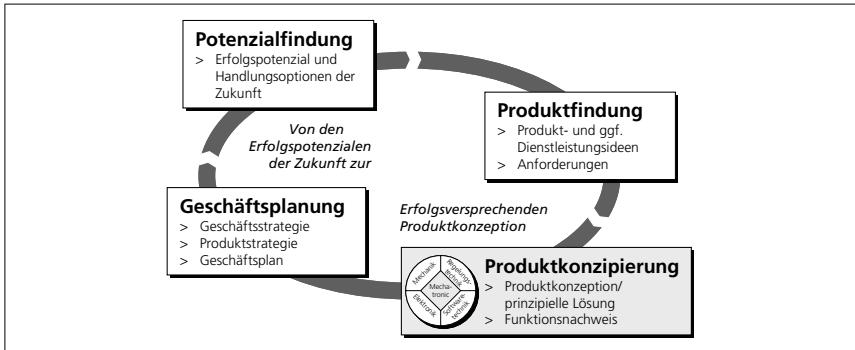 Potenzialfindung
> Erfolgspotenzial und
Handlungsoptionen der
Zukunft
Produktfindung
> Produkt- und ggf.
Dienstleistungsideen
> Anforderungen
Von den
Erfolgspotenzialen
der Zukunft zur
Geschäftsplanung
> Geschäftsstrategie
> Produktstrategie
> Geschäftsplan
Erfolgsversprechenden
Produktkonzeption
Produktkonzipierung
> Produktkonzeption/
prinzipielle Lösung
> Funktionsnachweis
Mechanik
Regelungs-
technik
Mecha-
tronic
Elektronik
Software-
technik